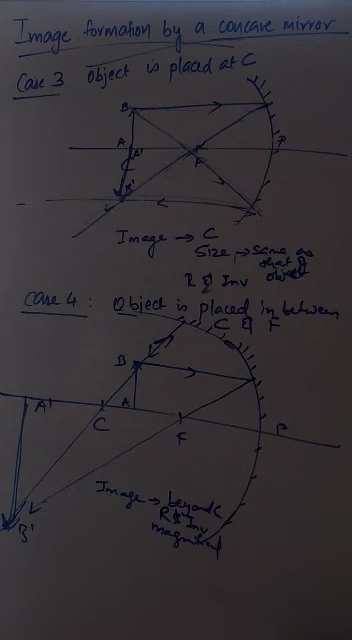 Image formation by a concave mirror
Case 3 Object is placed at C
B
A A' F P
C
B'
Image → C
Size → same as
that of
object
R & Inv
Case 4 : Object is placed in between
C & F
B
A' C A F P
Image → beyond C
R & Inv
magnified
B'